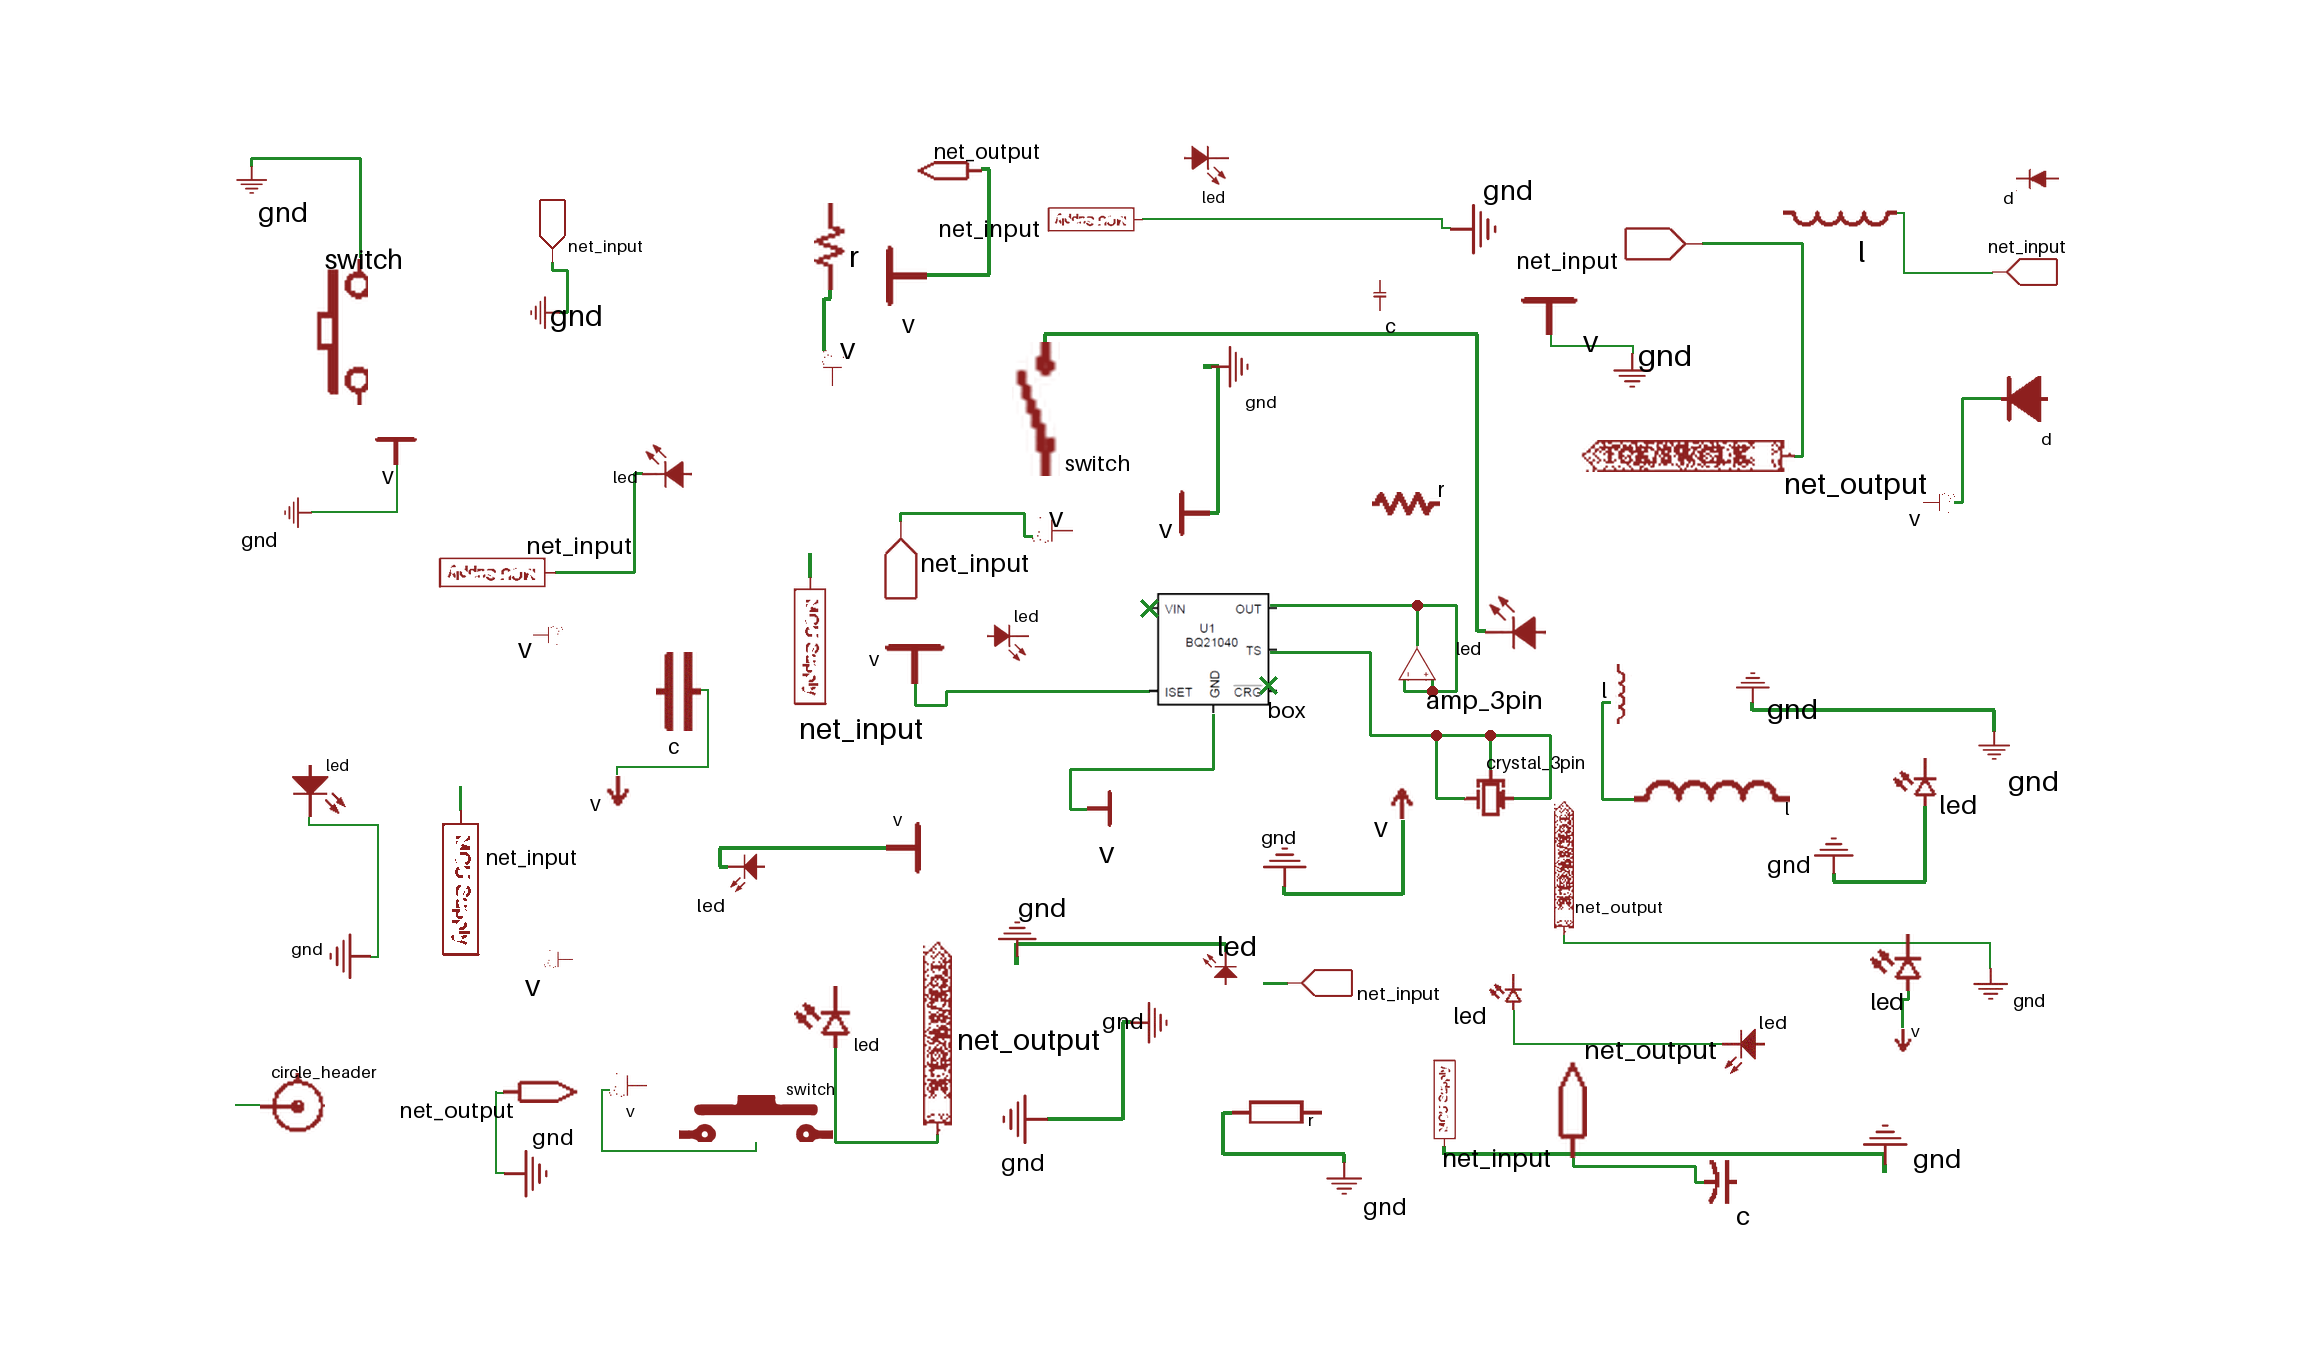 net_output
led
gnd
d
gnd
net_input
net_input
net_input
switch
r
l
net_input
gnd
v
c
v
v
gnd
gnd
d
v
led
switch
r
net_output
gnd
v
v
v
net_input
net_input
v
led
v
led
VIN
OUT
U1
BQ21040
TS
GND
ISET
CRG
box
amp_3pin
l
gnd
net_input
c
crystal_3pin
led
v
v
v
gnd
gnd
led
l
net_input
v
gnd
led
net_output
gnd
led
gnd
v
net_input
led
led
gnd
v
gnd
led
net_output
led
net_output
circle_header
switch
v
net_output
gnd
MCU Supply
r
gnd
net_input
gnd
gnd
c